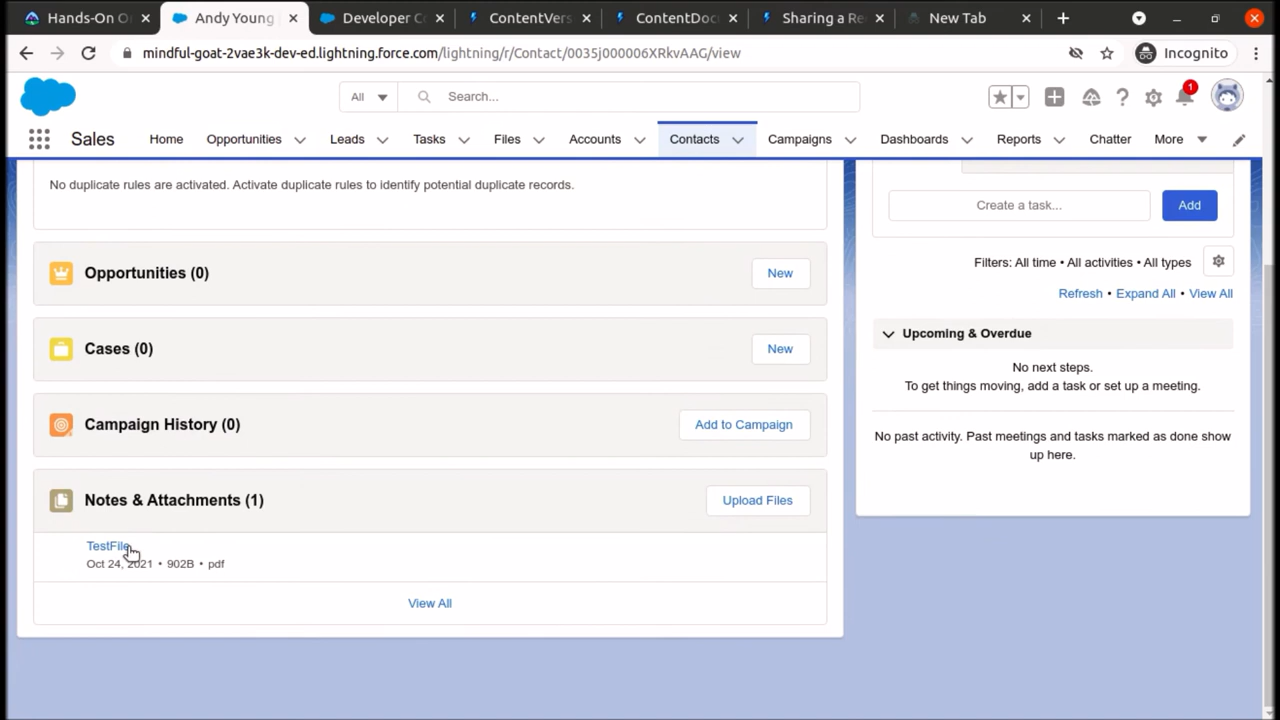 Hands-On O
Andy Young
Developer C
ContentVers
ContentDoc
Sharing a Re
New Tab
mindful-goat-2vae3k-dev-ed.lightning.force.com/lightning/r/Contact/0035j000006XRkvAAG/view
Incognito
All
Search...
1
Sales
Home
Opportunities
Leads
Tasks
Files
Accounts
Contacts
Campaigns
Dashboards
Reports
Chatter
More
No duplicate rules are activated. Activate duplicate rules to identify potential duplicate records.
Opportunities (0)
New
Cases (0)
New
Campaign History (0)
Add to Campaign
Notes & Attachments (1)
Upload Files
TestFile
Oct 24, 2021 • 902B • pdf
View All
Create a task...
Add
Filters: All time • All activities • All types
Refresh • Expand All • View All
Upcoming & Overdue
No next steps.
To get things moving, add a task or set up a meeting.
No past activity. Past meetings and tasks marked as done show
up here.